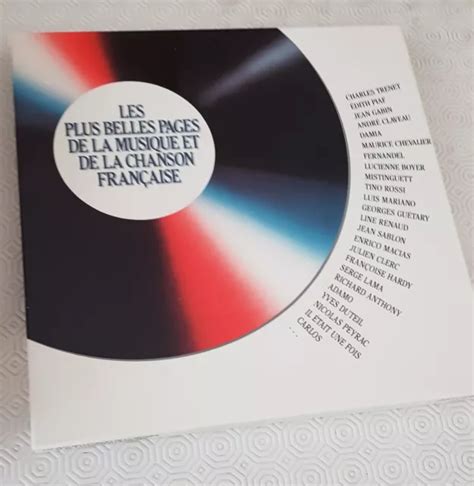 LES
PLUS BELLES PAGES
DE LA MUSIQUE ET
DE LA CHANSON
FRANÇAISE
CHARLES TRENET
EDITH PIAF
JEAN GABIN
ANDRÉ CLAVEAU
DAMIA
MAURICE CHEVALIER
FERNANDEL
LUCIENNE BOYER
MISTINGUETT
TINO ROSSI
LUIS MARIANO
GEORGES GUÉTARY
LINE RENAUD
JEAN SABLON
ENRICO MACIAS
JULIEN CLERC
FRANÇOISE HARDY
SERGE LAMA
RICHARD ANTHONY
ADAMO
YVES DUTEIL
NICOLAS PEYRAC
IL ETAIT UNE FOIS
CARLOS
...